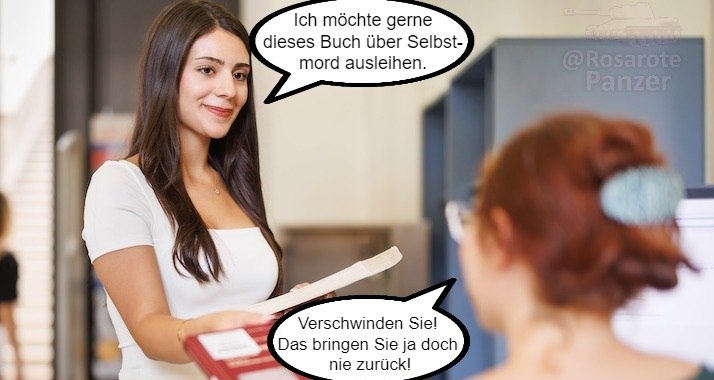 Ich möchte gerne
dieses Buch über Selbst-
mord ausleihen.
@Rosarote
Panzer
Verschwinden Sie!
Das bringen Sie ja doch
nie zurück!